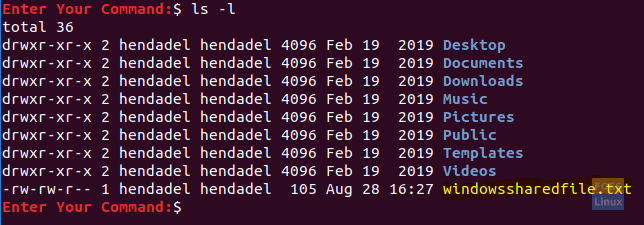 Enter Your Command:$ ls -l
total 36
drwxr-xr-x 2 hendadel hendadel 4096 Feb 19  2019 Desktop
drwxr-xr-x 2 hendadel hendadel 4096 Feb 19  2019 Documents
drwxr-xr-x 2 hendadel hendadel 4096 Feb 19  2019 Downloads
drwxr-xr-x 2 hendadel hendadel 4096 Feb 19  2019 Music
drwxr-xr-x 2 hendadel hendadel 4096 Feb 19  2019 Pictures
drwxr-xr-x 2 hendadel hendadel 4096 Feb 19  2019 Public
drwxr-xr-x 2 hendadel hendadel 4096 Feb 19  2019 Templates
drwxr-xr-x 2 hendadel hendadel 4096 Feb 19  2019 Videos
-rw-rw-r-- 1 hendadel hendadel  105 Aug 28 16:27 windowssharedfile.txt
Enter Your Command:$
Linux